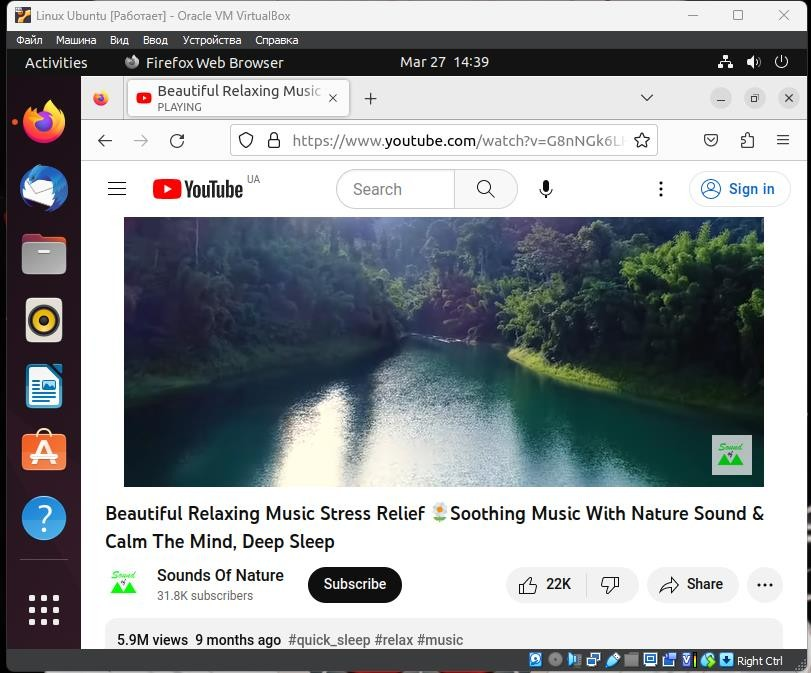 Linux Ubuntu [Работает] - Oracle VM VirtualBox
Файл Машина Вид Ввод Устройства Справка
Activities Firefox Web Browser Mar 27 14:39
Beautiful Relaxing Music
PLAYING
https://www.youtube.com/watch?v=G8nNGk6L
YouTube UA Search Sign in
Sound
of
Beautiful Relaxing Music Stress Relief 🌼Soothing Music With Nature Sound &
Calm The Mind, Deep Sleep
Sound
of
Sounds Of Nature
31.8K subscribers
Subscribe
22K
Share
5.9M views 9 months ago #quick_sleep #relax #music
Right Ctrl